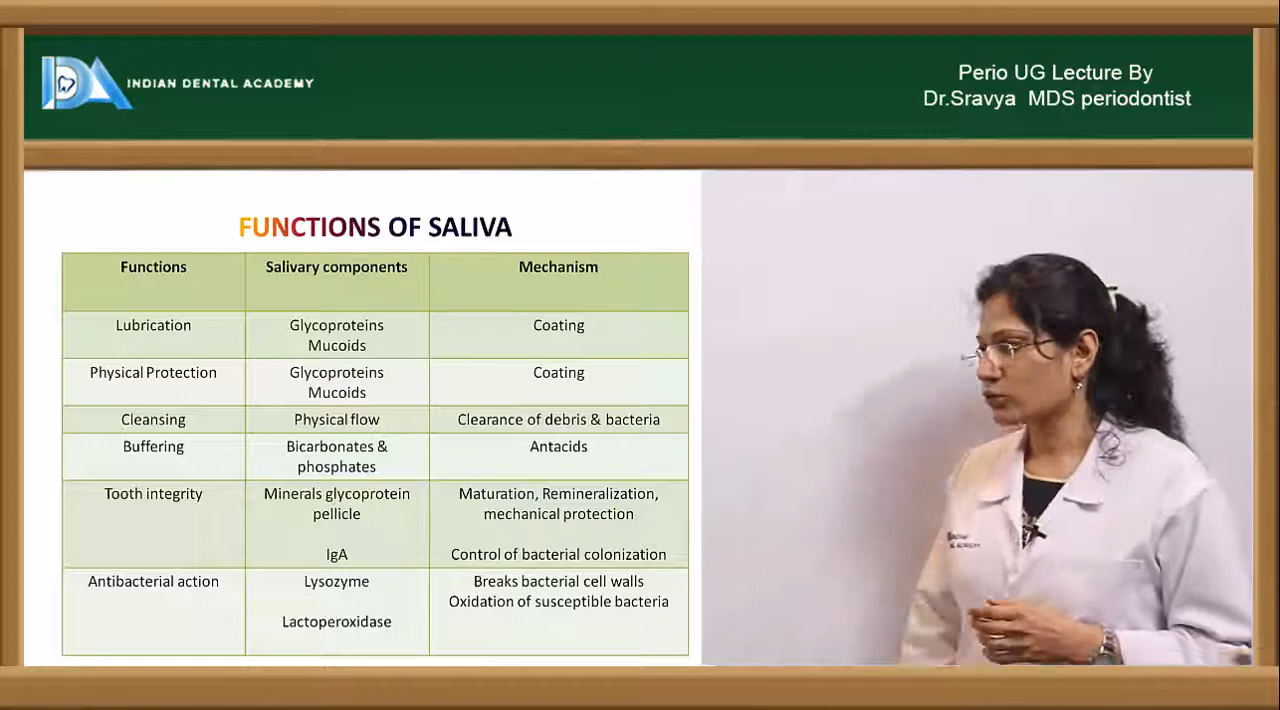 INDIAN DENTAL ACADEMY
Perio UG Lecture By
Dr.Sravya MDS periodontist
FUNCTIONS OF SALIVA
Functions Salivary components Mechanism
Lubrication Glycoproteins Coating
Mucoids
Physical Protection Glycoproteins Coating
Mucoids
Cleansing Physical flow Clearance of debris & bacteria
Buffering Bicarbonates & Antacids
phosphates
Tooth integrity Minerals glycoprotein Maturation, Remineralization,
pellicle mechanical protection
IgA Control of bacterial colonization
Antibacterial action Lysozyme Breaks bacterial cell walls
Oxidation of susceptible bacteria
Lactoperoxidase